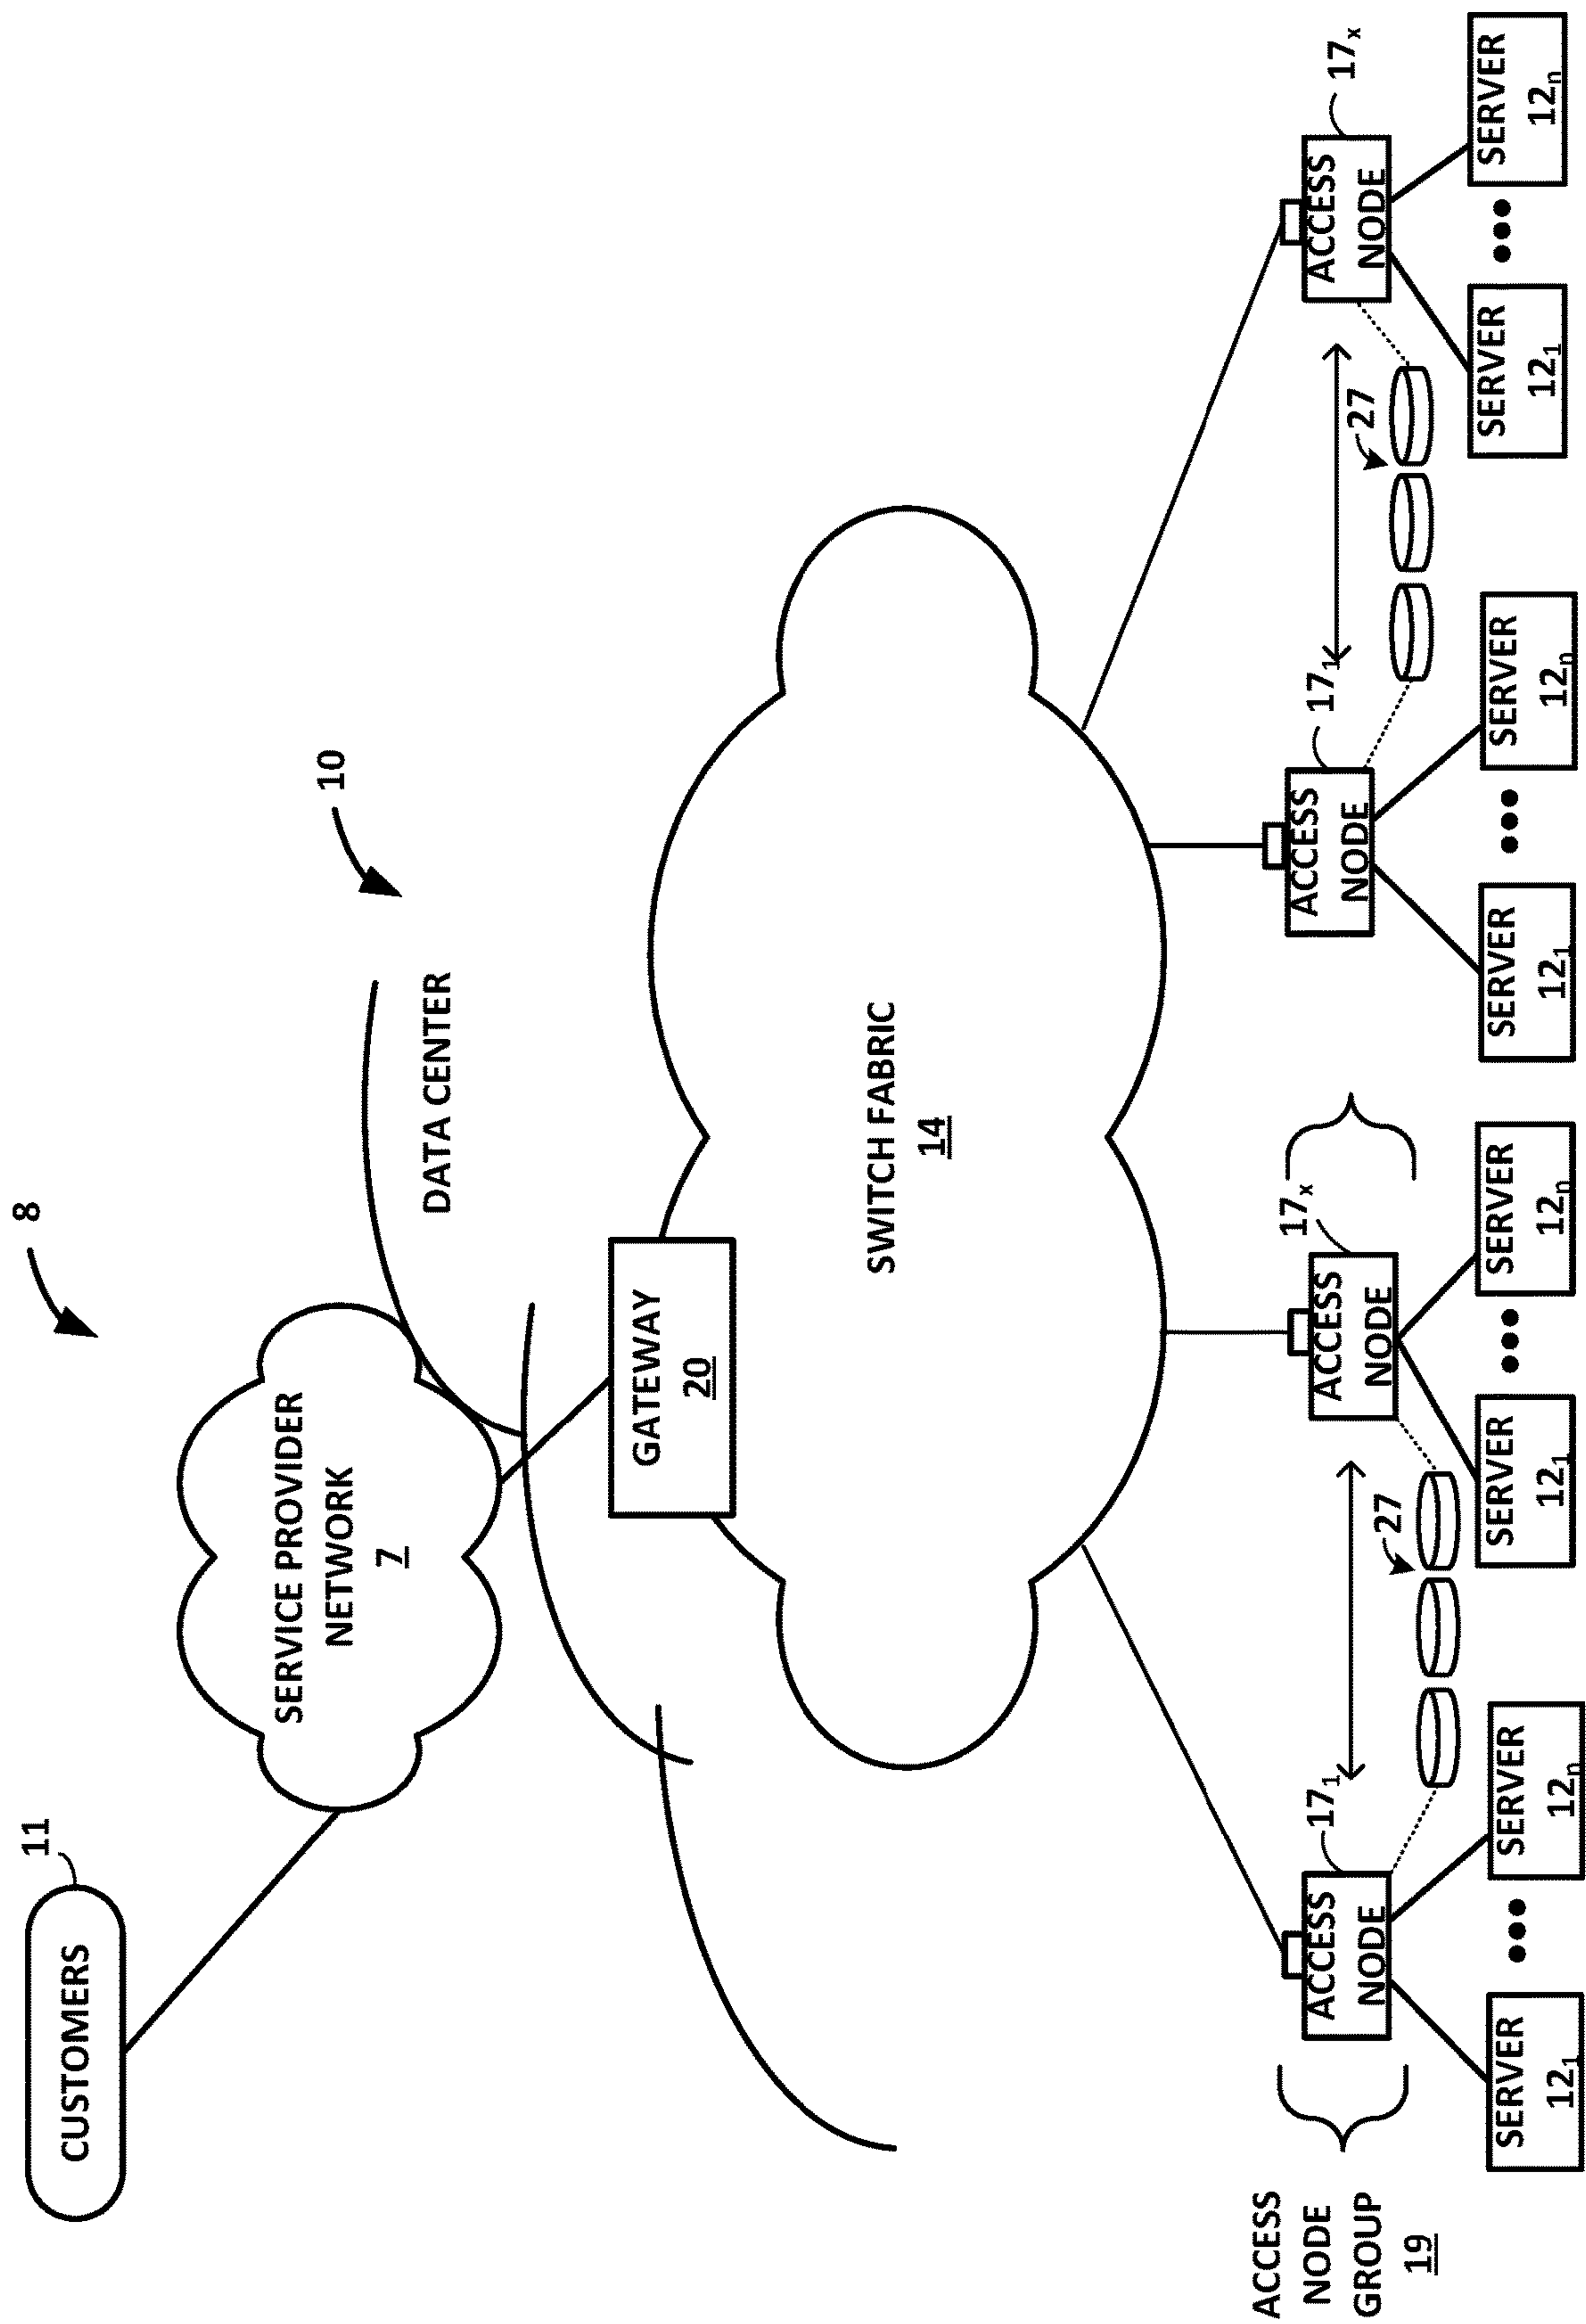 8
CUSTOMERS
11
SERVICE PROVIDER
NETWORK
7
10
DATA CENTER
GATEWAY
20
SWITCH FABRIC
14
ACCESS
NODE
GROUP
19
ACCESS
NODE
17₁
27
ACCESS
NODE
17ₓ
ACCESS
NODE
17₁
27
ACCESS
NODE
17ₓ
SERVER
12₁
SERVER
12ₙ
SERVER
12₁
SERVER
12ₙ
SERVER
12₁
SERVER
12ₙ
SERVER
12₁
SERVER
12ₙ